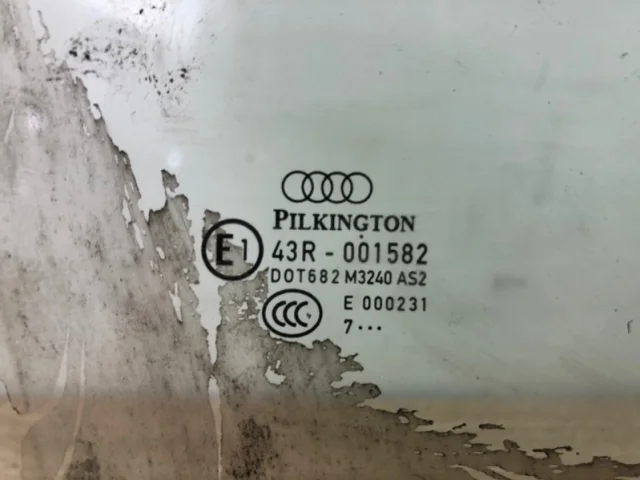 PILKINGTON
E1 43R - 001582
DOT682 M3240 AS2
CCC E 000231
7...